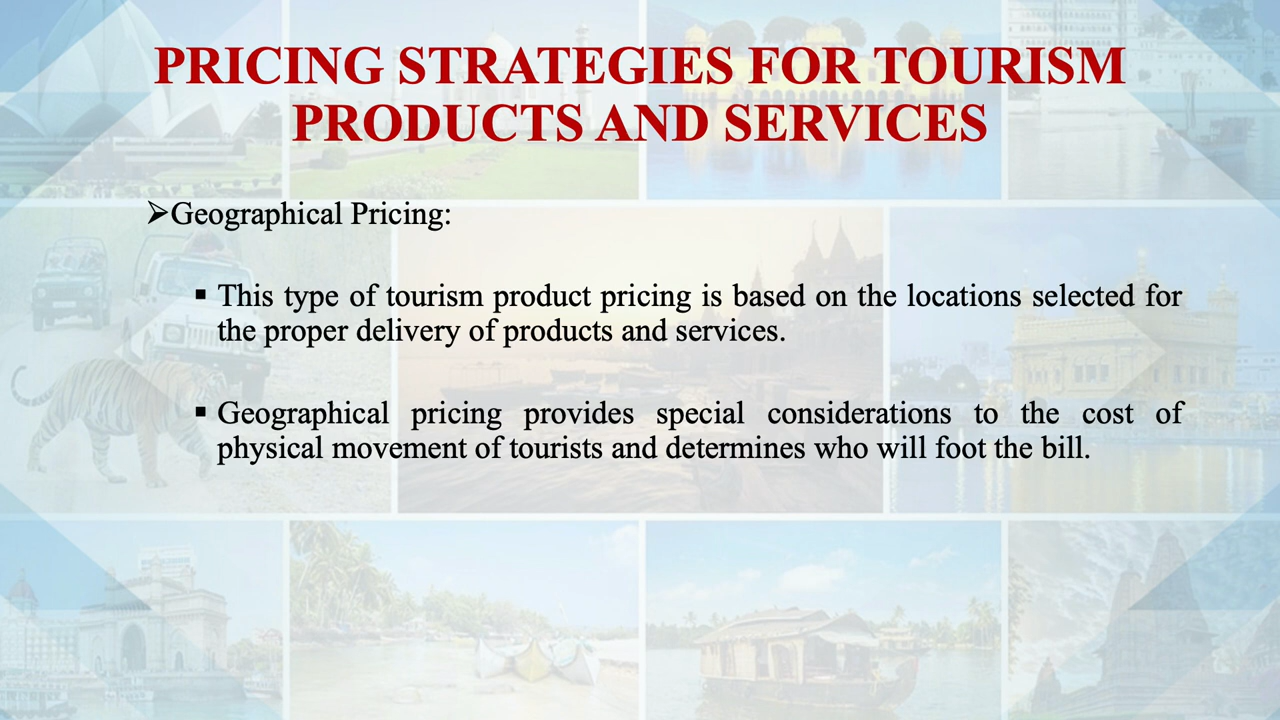 PRICING STRATEGIES FOR TOURISM
PRODUCTS AND SERVICES
➢Geographical Pricing:
▪ This type of tourism product pricing is based on the locations selected for
the proper delivery of products and services.
▪ Geographical pricing provides special considerations to the cost of
physical movement of tourists and determines who will foot the bill.